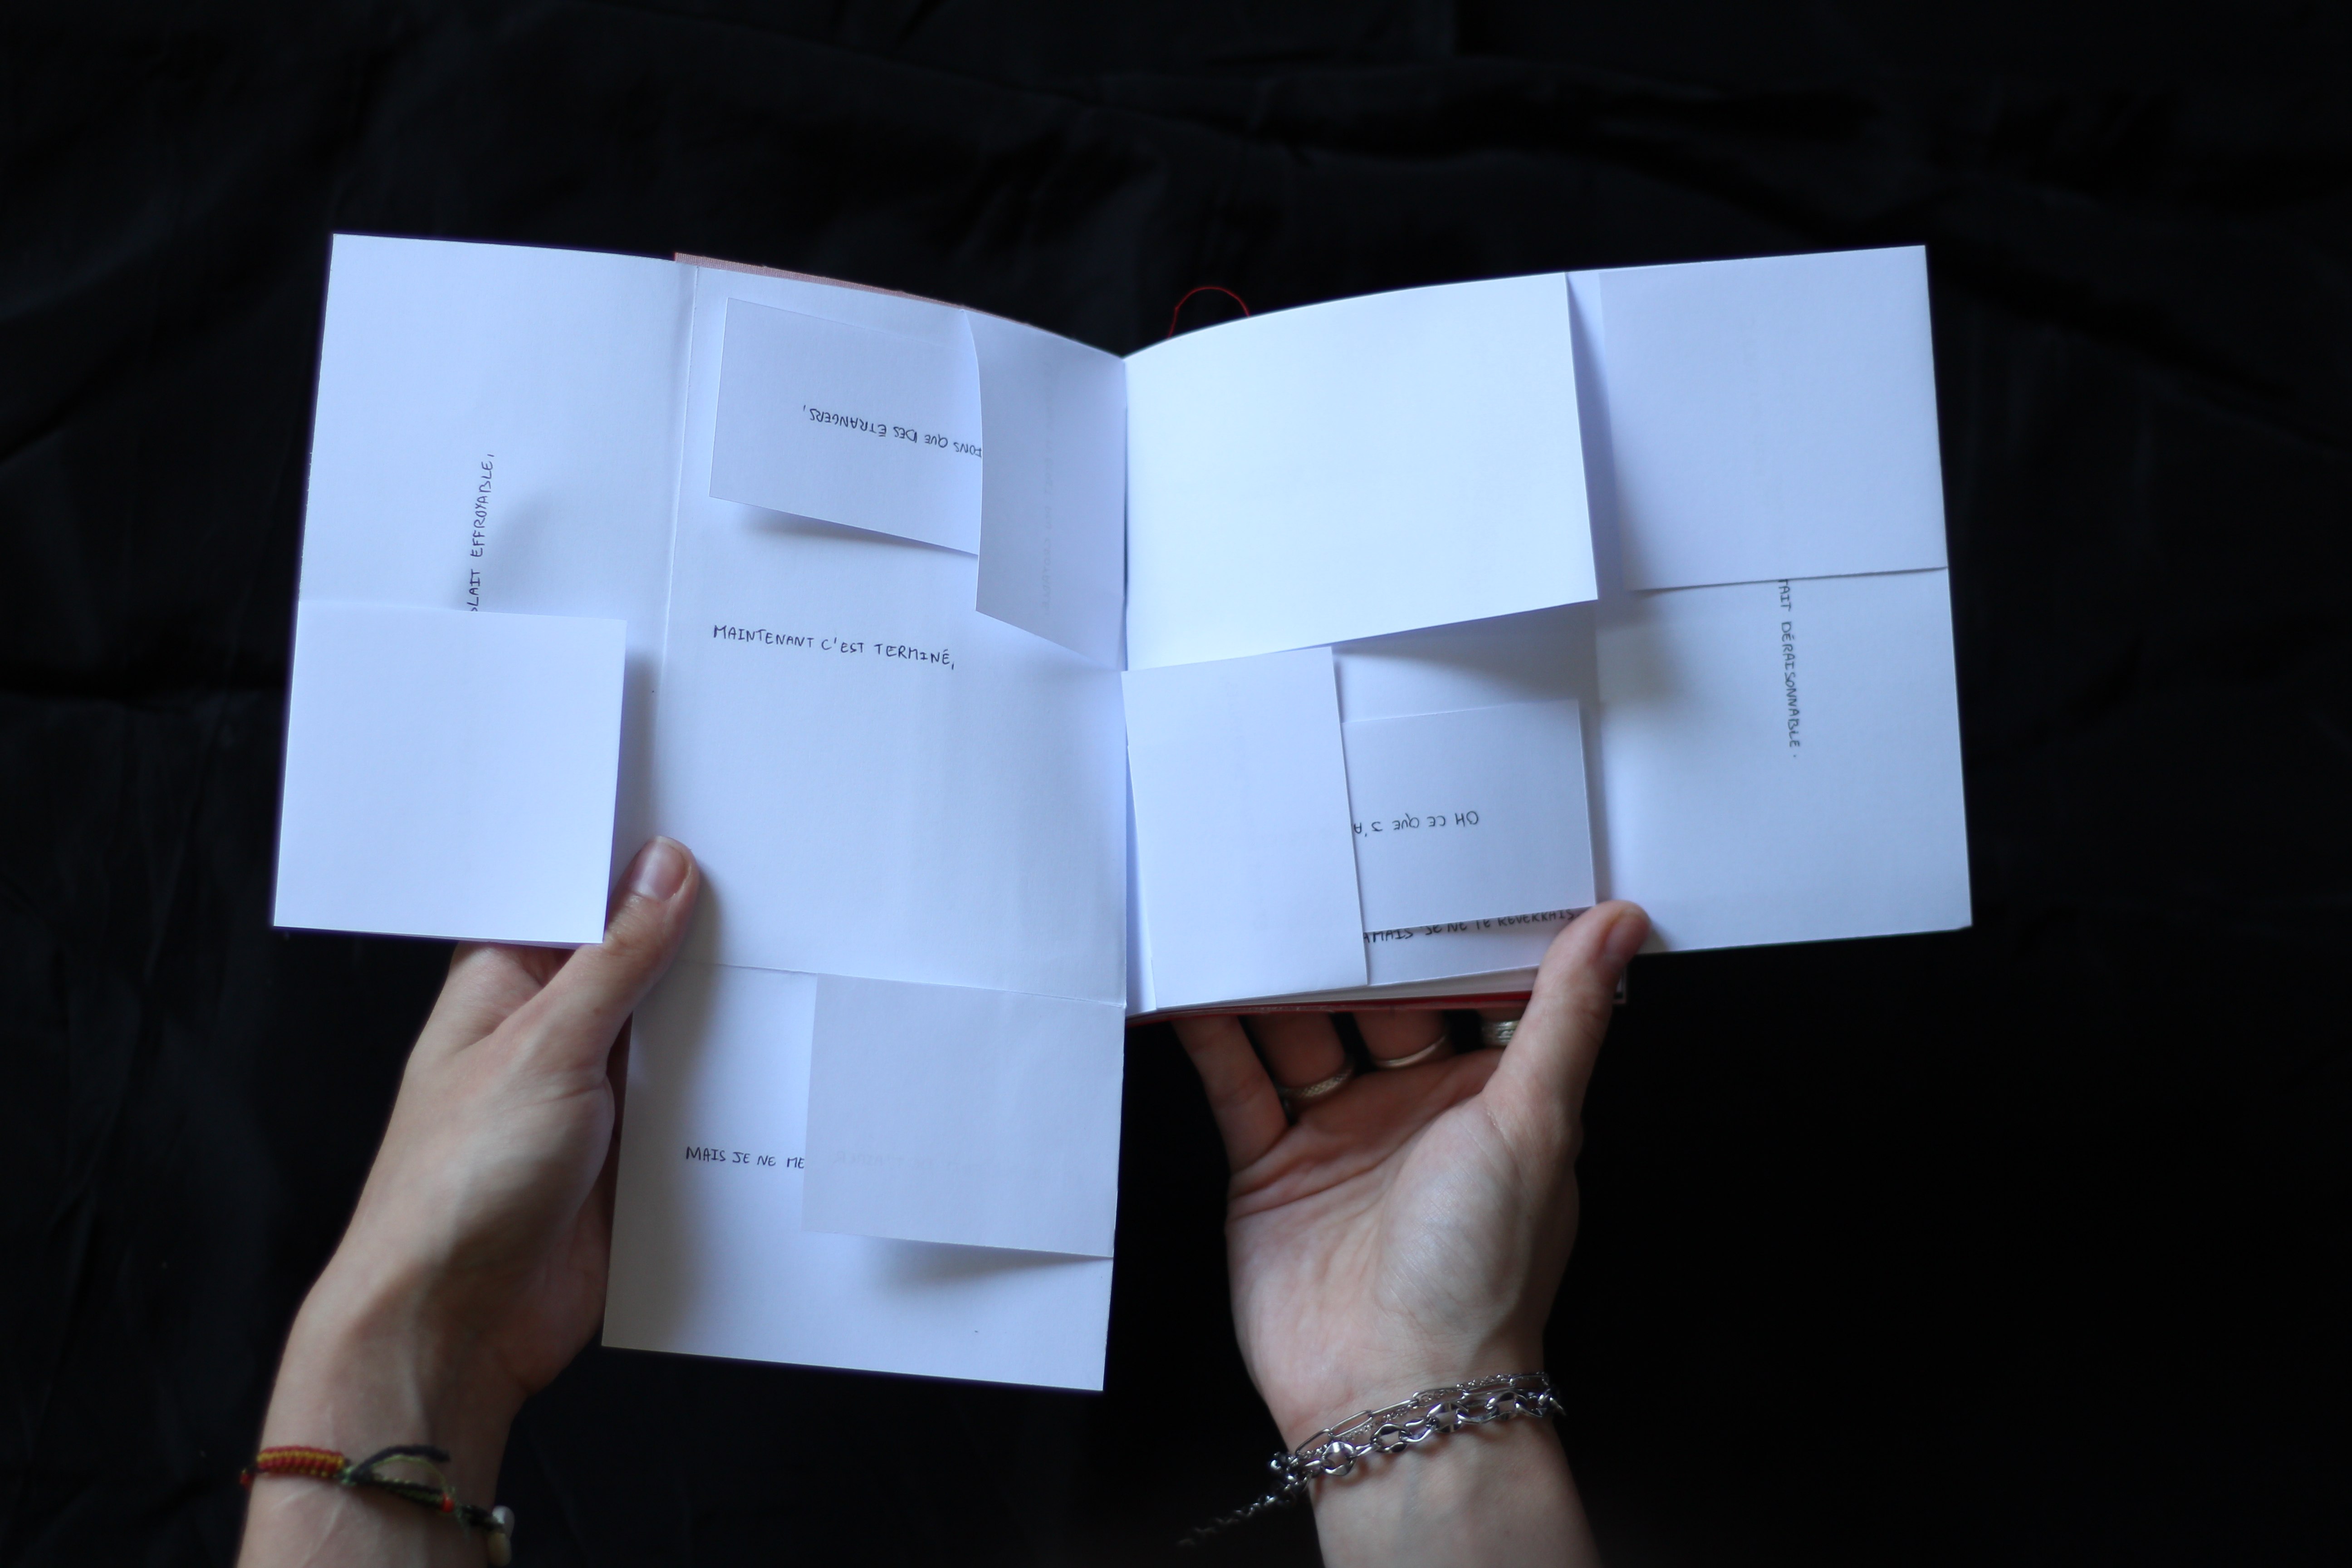 LAIT EFFROYABLE,
ONS QUE DES ÉTRANGERS,
MAINTENANT C'EST TERMINÉ,
MAIS JE NE ME
TAIT DÉRAISONNABLE.
OH CE QUE J'A
AMAIS JE NE TE REVERRAIS